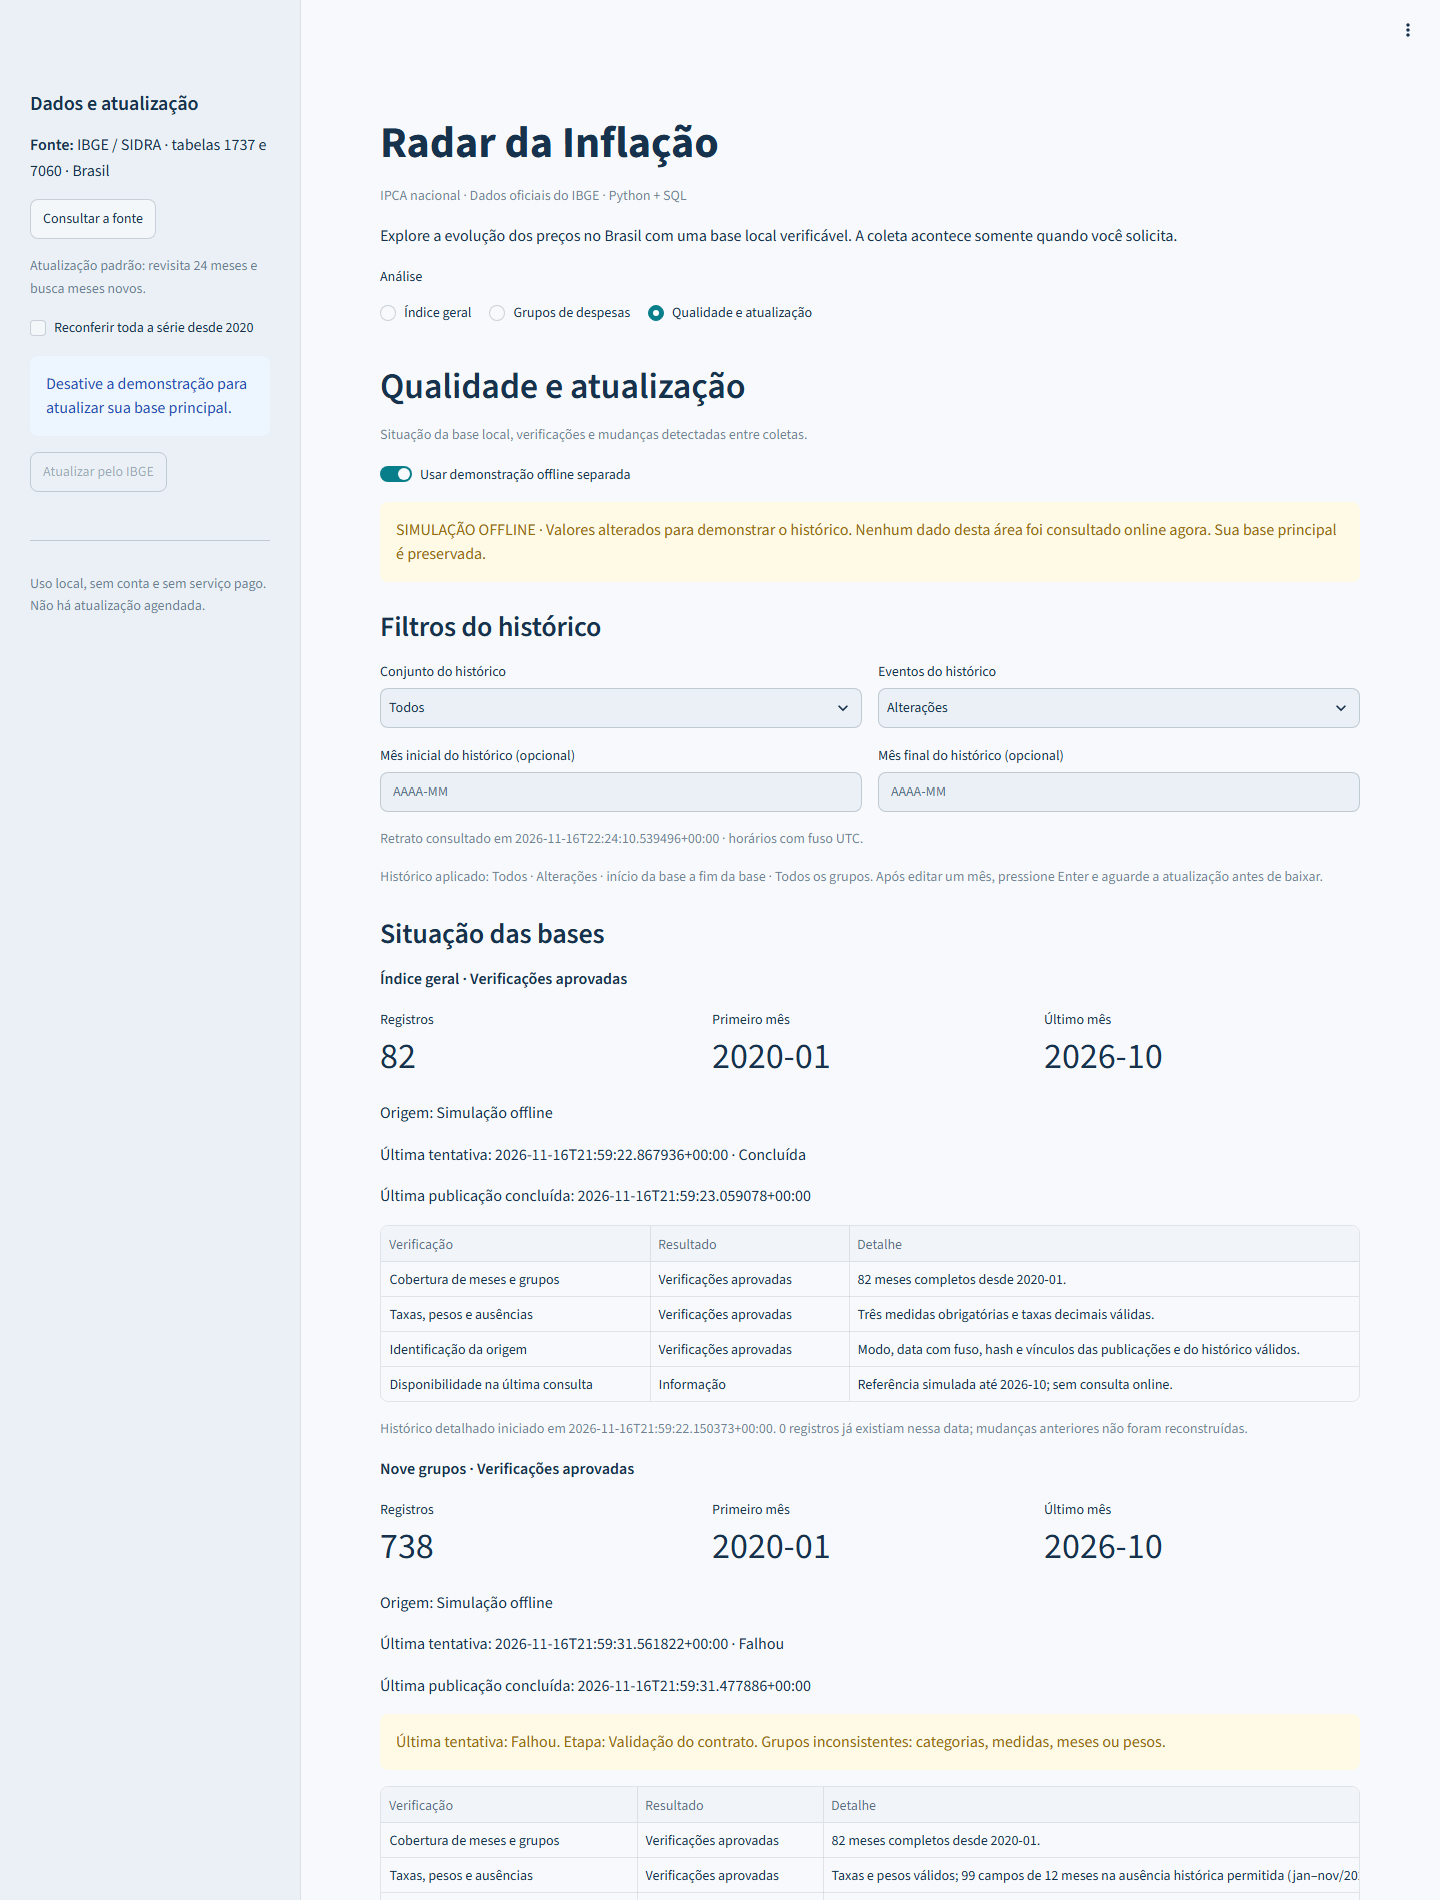 Dados e atualização
Fonte: IBGE / SIDRA · tabelas 1737 e
7060 · Brasil
Consultar a fonte
Atualização padrão: revisita 24 meses e
busca meses novos.
Reconferir toda a série desde 2020
Desative a demonstração para
atualizar sua base principal.
Atualizar pelo IBGE
Uso local, sem conta e sem serviço pago.
Não há atualização agendada.
Radar da Inflação
IPCA nacional · Dados oficiais do IBGE · Python + SQL
Explore a evolução dos preços no Brasil com uma base local verificável. A coleta acontece somente quando você solicita.
Análise
Índice geral Grupos de despesas Qualidade e atualização
Qualidade e atualização
Situação da base local, verificações e mudanças detectadas entre coletas.
Usar demonstração offline separada
SIMULAÇÃO OFFLINE · Valores alterados para demonstrar o histórico. Nenhum dado desta área foi consultado online agora. Sua base principal
é preservada.
Filtros do histórico
Conjunto do histórico Eventos do histórico
Todos Alterações
Mês inicial do histórico (opcional) Mês final do histórico (opcional)
AAAA-MM AAAA-MM
Retrato consultado em 2026-11-16T22:24:10.539496+00:00 · horários com fuso UTC.
Histórico aplicado: Todos · Alterações · início da base a fim da base · Todos os grupos. Após editar um mês, pressione Enter e aguarde a atualização antes de baixar.
Situação das bases
Índice geral · Verificações aprovadas
Registros Primeiro mês Último mês
82 2020-01 2026-10
Origem: Simulação offline
Última tentativa: 2026-11-16T21:59:22.867936+00:00 · Concluída
Última publicação concluída: 2026-11-16T21:59:23.059078+00:00
Verificação Resultado Detalhe
Cobertura de meses e grupos Verificações aprovadas 82 meses completos desde 2020-01.
Taxas, pesos e ausências Verificações aprovadas Três medidas obrigatórias e taxas decimais válidas.
Identificação da origem Verificações aprovadas Modo, data com fuso, hash e vínculos das publicações e do histórico válidos.
Disponibilidade na última consulta Informação Referência simulada até 2026-10; sem consulta online.
Histórico detalhado iniciado em 2026-11-16T21:59:22.150373+00:00. 0 registros já existiam nessa data; mudanças anteriores não foram reconstruídas.
Nove grupos · Verificações aprovadas
Registros Primeiro mês Último mês
738 2020-01 2026-10
Origem: Simulação offline
Última tentativa: 2026-11-16T21:59:31.561822+00:00 · Falhou
Última publicação concluída: 2026-11-16T21:59:31.477886+00:00
Última tentativa: Falhou. Etapa: Validação do contrato. Grupos inconsistentes: categorias, medidas, meses ou pesos.
Verificação Resultado Detalhe
Cobertura de meses e grupos Verificações aprovadas 82 meses completos desde 2020-01.
Taxas, pesos e ausências Verificações aprovadas Taxas e pesos válidos; 99 campos de 12 meses na ausência histórica permitida